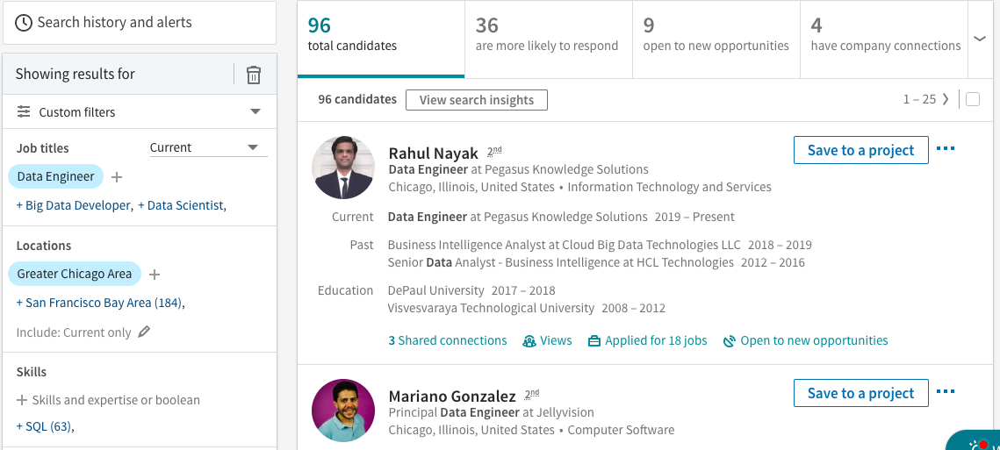 Search history and alerts
Showing results for
Custom filters
Job titles
Current
Data Engineer +
+ Big Data Developer, + Data Scientist,
Locations
Greater Chicago Area +
+ San Francisco Bay Area (184),
Include: Current only
Skills
+ Skills and expertise or boolean
+ SQL (63),
96
total candidates
36
are more likely to respond
9
open to new opportunities
4
have company connections
96 candidates
View search insights
1 – 25
Rahul Nayak 2nd
Save to a project
Data Engineer at Pegasus Knowledge Solutions
Chicago, Illinois, United States • Information Technology and Services
Current Data Engineer at Pegasus Knowledge Solutions 2019 – Present
Past Business Intelligence Analyst at Cloud Big Data Technologies LLC 2018 – 2019
Senior Data Analyst - Business Intelligence at HCL Technologies 2012 – 2016
Education DePaul University 2017 – 2018
Visvesvaraya Technological University 2008 – 2012
3 Shared connections Views Applied for 18 jobs Open to new opportunities
Mariano Gonzalez 2nd
Save to a project
Principal Data Engineer at Jellyvision
Chicago, Illinois, United States • Computer Software